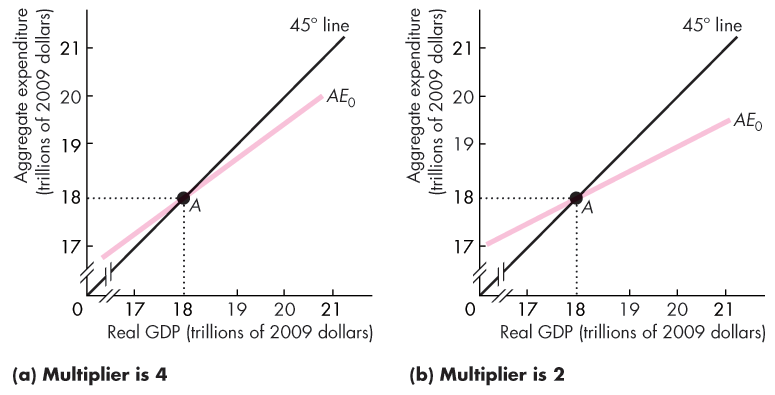 Aggregate expenditure
(trillions of 2009 dollars)
45° line
21
20
19
18
17
AE0
A
0
17
18
19
20
21
Real GDP (trillions of 2009 dollars)
(a) Multiplier is 4
Aggregate expenditure
(trillions of 2009 dollars)
45° line
21
20
19
18
17
AE0
A
0
17
18
19
20
21
Real GDP (trillions of 2009 dollars)
(b) Multiplier is 2